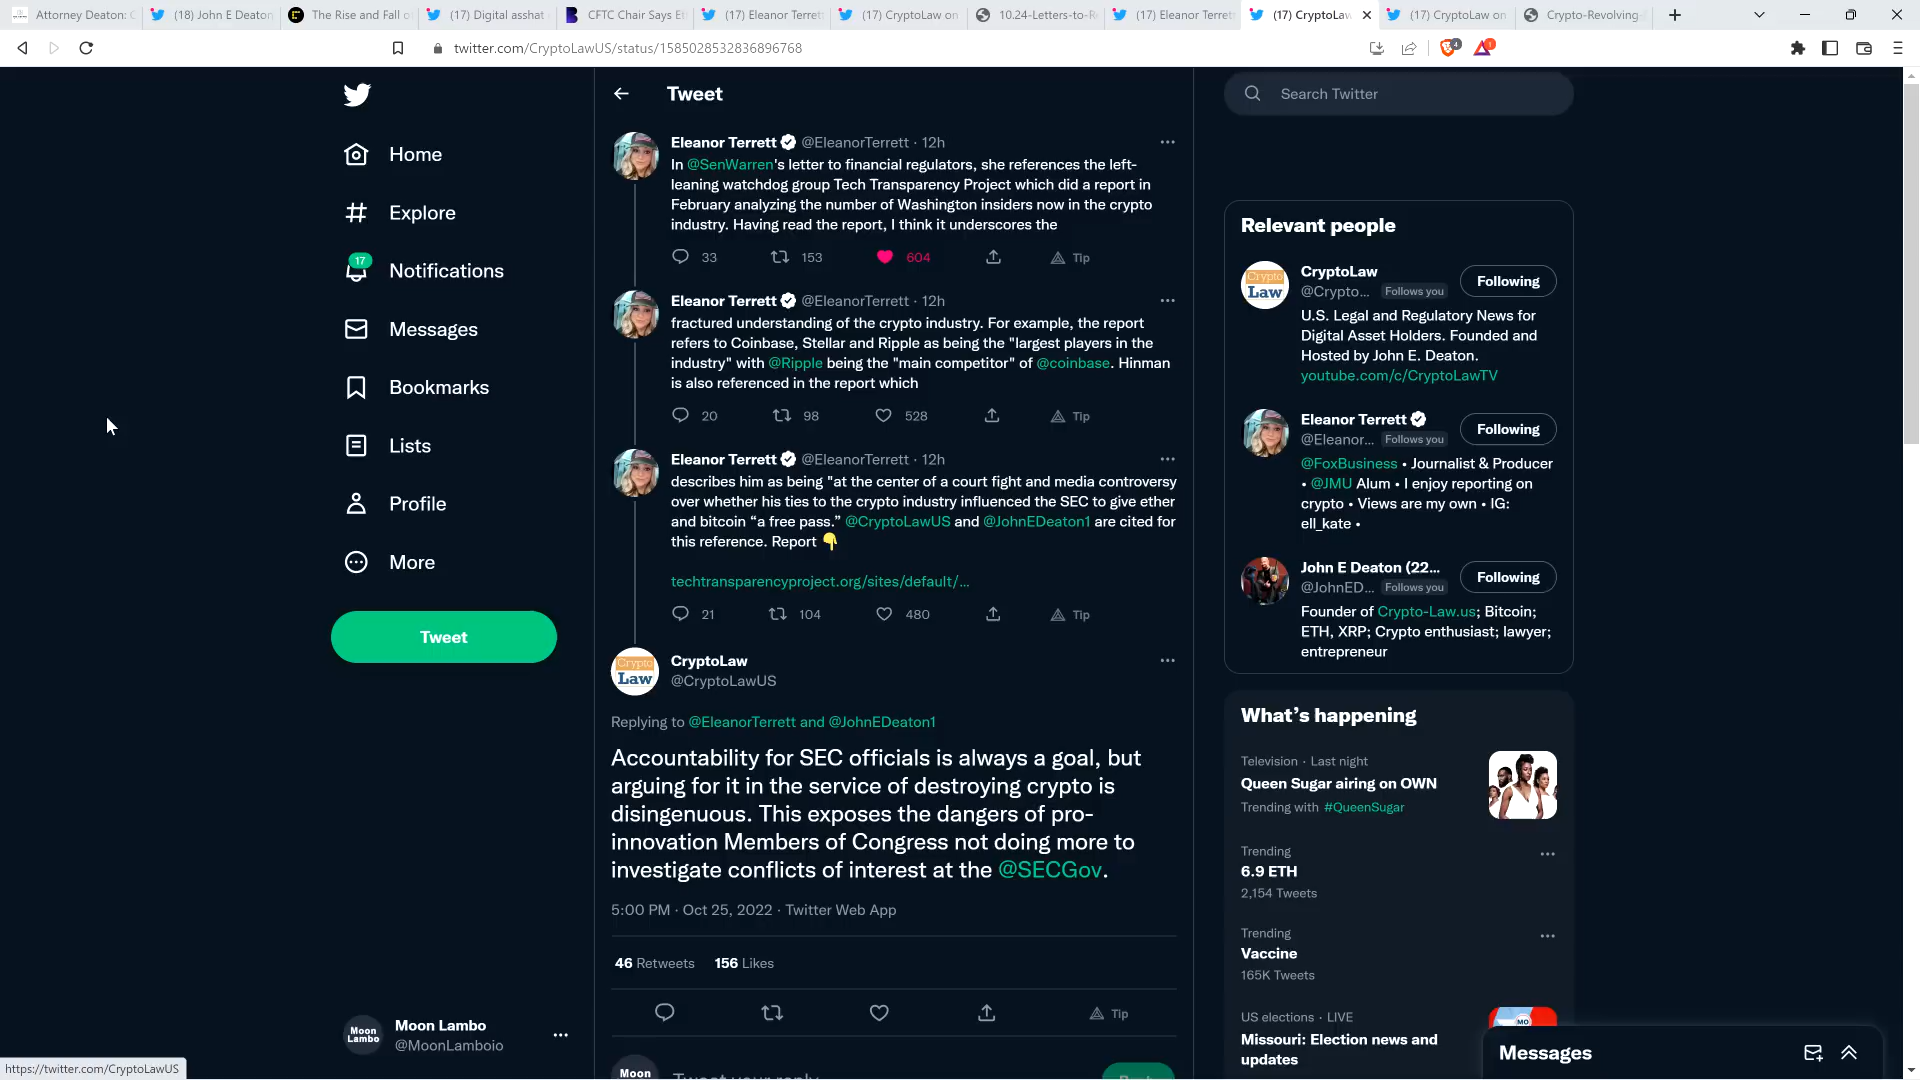 Attorney Deaton: C
(18) John E Deaton
The Rise and Fall o
(17) Digital asshat
CFTC Chair Says Et
(17) Eleanor Terrett
(17) CryptoLaw on
10.24-Letters-to-R
(17) Eleanor Terrett
(17) CryptoLaw
(17) CryptoLaw on
Crypto-Revolving-
twitter.com/CryptoLawUS/status/1585028532836896768
4
1
Home
Explore
17
Notifications
Messages
Bookmarks
Lists
Profile
More
Tweet
Moon Lambo
Moon Lambo
@MoonLamboio
https://twitter.com/CryptoLawUS
Tweet
Eleanor Terrett @EleanorTerrett · 12h
In @SenWarren's letter to financial regulators, she references the left-
leaning watchdog group Tech Transparency Project which did a report in
February analyzing the number of Washington insiders now in the crypto
industry. Having read the report, I think it underscores the
33 153 604 Tip
Eleanor Terrett @EleanorTerrett · 12h
fractured understanding of the crypto industry. For example, the report
refers to Coinbase, Stellar and Ripple as being the "largest players in the
industry" with @Ripple being the "main competitor" of @coinbase. Hinman
is also referenced in the report which
20 98 528 Tip
Eleanor Terrett @EleanorTerrett · 12h
describes him as being "at the center of a court fight and media controversy
over whether his ties to the crypto industry influenced the SEC to give ether
and bitcoin “a free pass.” @CryptoLawUS and @JohnEDeaton1 are cited for
this reference. Report
techtransparencyproject.org/sites/default/...
21 104 480 Tip
Crypto Law
CryptoLaw
@CryptoLawUS
Replying to @EleanorTerrett and @JohnEDeaton1
Accountability for SEC officials is always a goal, but
arguing for it in the service of destroying crypto is
disingenuous. This exposes the dangers of pro-
innovation Members of Congress not doing more to
investigate conflicts of interest at the @SECGov.
5:00 PM · Oct 25, 2022 · Twitter Web App
46 Retweets 156 Likes
Tip
Moon
Tweet your reply
Reply
Search Twitter
Relevant people
Crypto Law
CryptoLaw
@Crypto... Follows you
Following
U.S. Legal and Regulatory News for
Digital Asset Holders. Founded and
Hosted by John E. Deaton.
youtube.com/c/CryptoLawTV
Eleanor Terrett
@Eleanor... Follows you
Following
@FoxBusiness • Journalist & Producer
• @JMU Alum • I enjoy reporting on
crypto • Views are my own • IG:
ell_kate •
John E Deaton (22...
@JohnED... Follows you
Following
Founder of Crypto-Law.us; Bitcoin;
ETH, XRP; Crypto enthusiast; lawyer;
entrepreneur
What’s happening
Television · Last night
Queen Sugar airing on OWN
Trending with #QueenSugar
Trending
6.9 ETH
2,154 Tweets
Trending
Vaccine
165K Tweets
US elections · LIVE
Missouri: Election news and
updates
MO
Messages